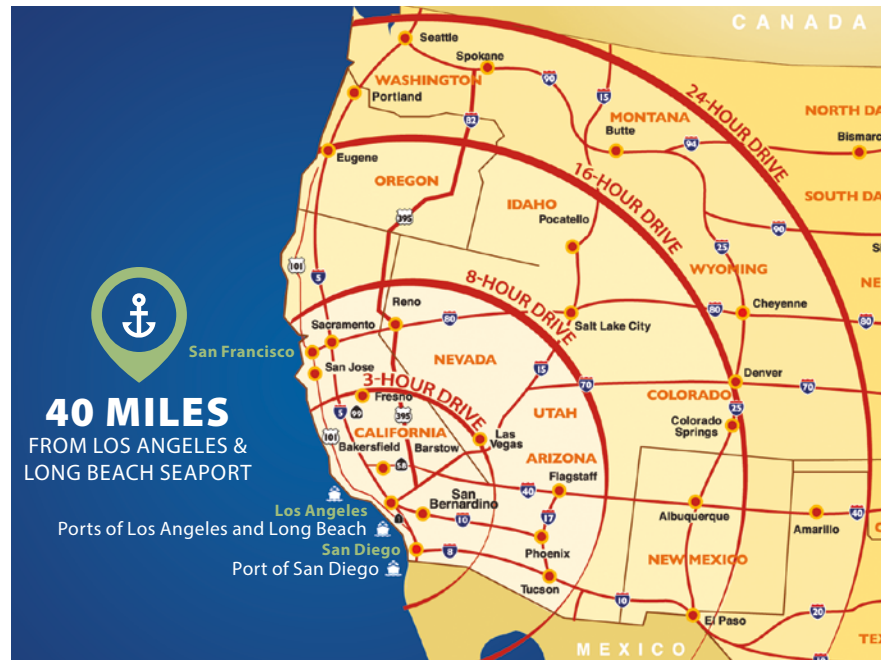 CANADA
Seattle
Spokane
WASHINGTON
90
15
24-HOUR DRIVE
NORTH DA
Portland
MONTANA
Butte
82
94
Bismarc
Eugene
16-HOUR DRIVE
OREGON
IDAHO
SOUTH DA
395
Pocatello
90
101
25
5
8-HOUR DRIVE
WYOMING
NE
Reno
80
Cheyenne
80
Sacramento
80
Salt Lake City
San Francisco
NEVADA
San Jose
15
Denver
3-HOUR DRIVE
70
70
Fresno
COLORADO
40 MILES
FROM LOS ANGELES &
LONG BEACH SEAPORT
5
99
395
UTAH
25
Colorado
Springs
101
CALIFORNIA
Las
Vegas
Bakersfield
Barstow
58
ARIZONA
Flagstaff
San
Bernardino
40
Los Angeles
Ports of Los Angeles and Long Beach
10
17
Albuquerque
Amarillo
40
San Diego
Port of San Diego
8
Phoenix
NEW MEXICO
Tucson
10
El Paso
20
TEX
MEXICO